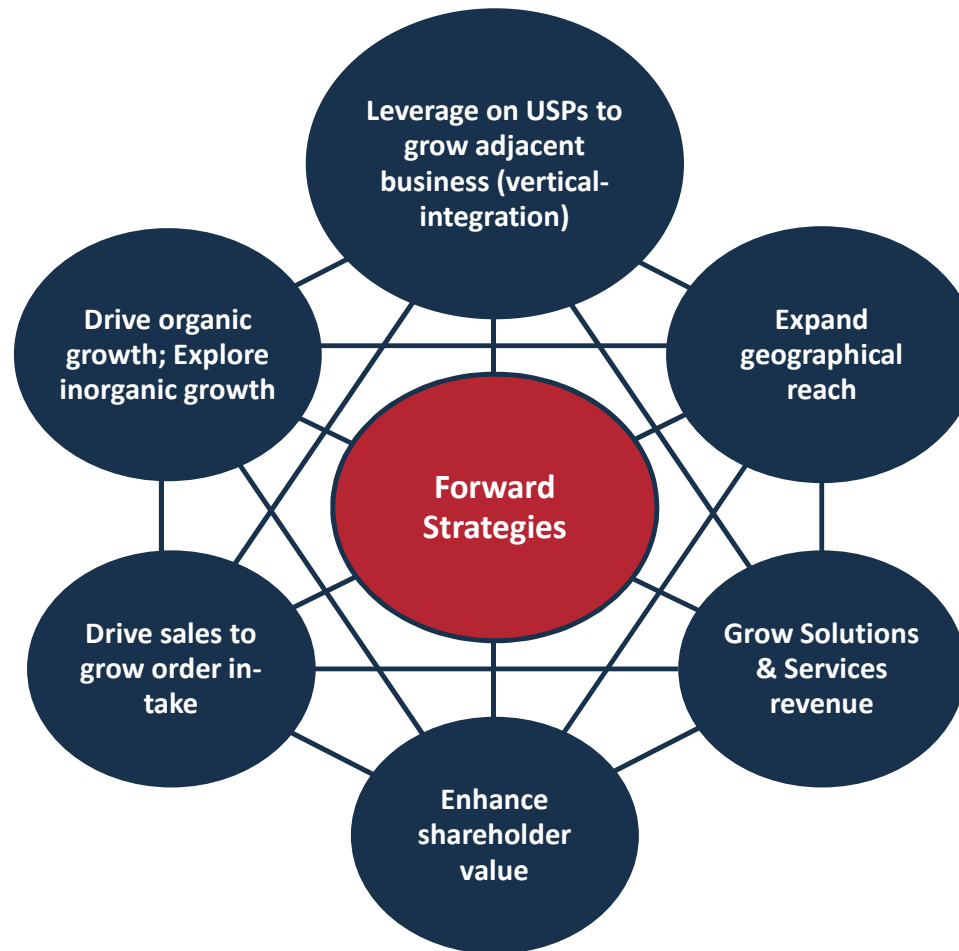 Leverage on USPs to
grow adjacent
business (vertical-
integration)
Drive organic
growth; Explore
inorganic growth
Expand
geographical
reach
Forward
Strategies
Drive sales to
grow order in-
take
Grow Solutions
& Services
revenue
Enhance
shareholder
value